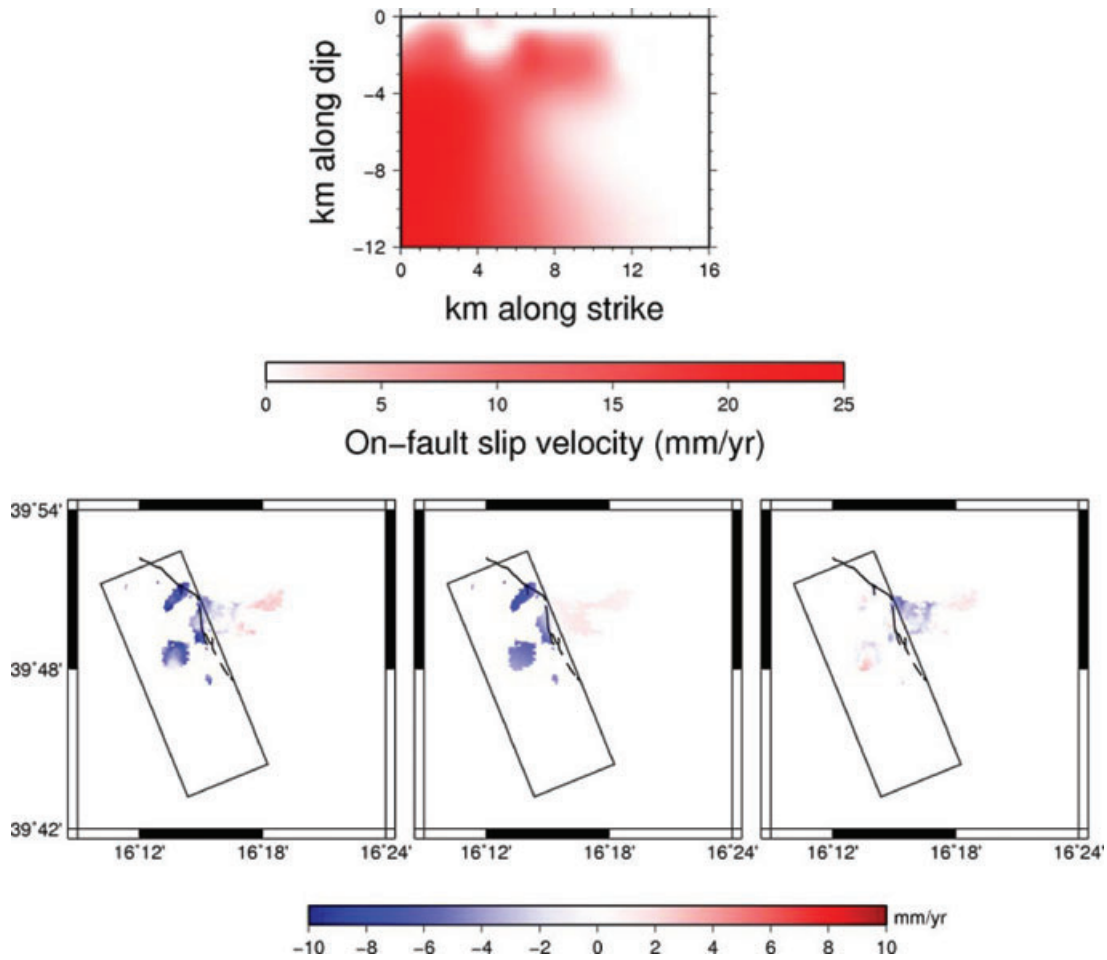 0
−4
−8
−12
km along dip
0 4 8 12 16
km along strike
0 5 10 15 20 25
On−fault slip velocity (mm/yr)
39˚54'
39˚48'
39˚42'
16˚12' 16˚18' 16˚24' 16˚12' 16˚18' 16˚24' 16˚12' 16˚18' 16˚24'
mm/yr
−10 −8 −6 −4 −2 0 2 4 6 8 10